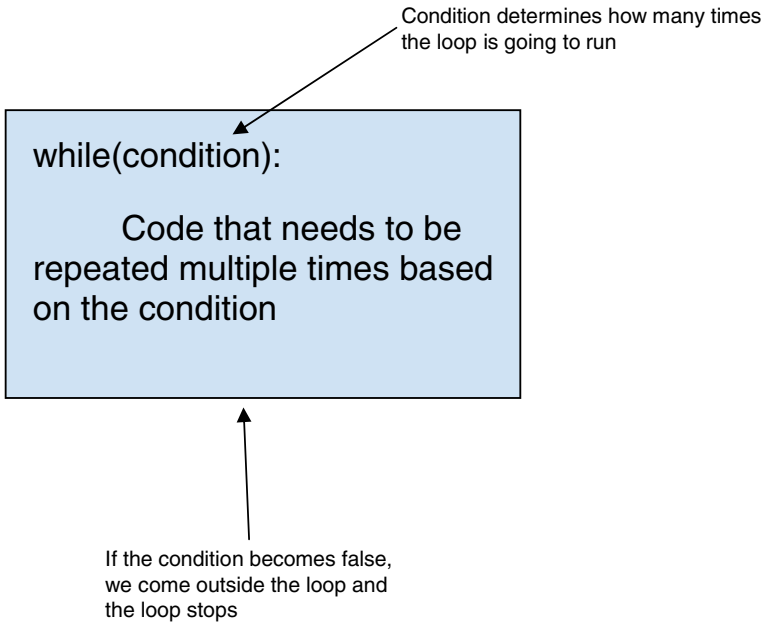 Condition determines how many times
the loop is going to run
while(condition):
Code that needs to be
repeated multiple times based
on the condition
If the condition becomes false,
we come outside the loop and
the loop stops